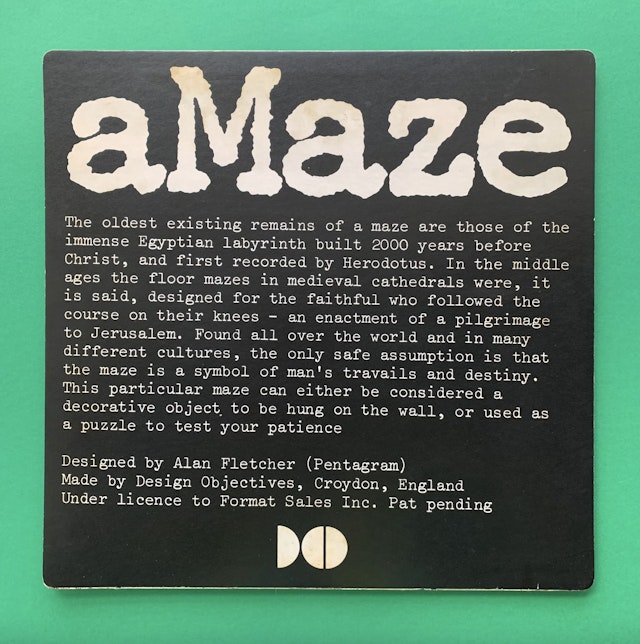 aMaze
The oldest existing remains of a maze are those of the
immense Egyptian labyrinth built 2000 years before
Christ, and first recorded by Herodotus. In the middle
ages the floor mazes in medieval cathedrals were, it
is said, designed for the faithful who followed the
course on their knees - an enactment of a pilgrimage
to Jerusalem. Found all over the world and in many
different cultures, the only safe assumption is that
the maze is a symbol of man's travails and destiny.
This particular maze can either be considered a
decorative object to be hung on the wall, or used as
a puzzle to test your patience
Designed by Alan Fletcher (Pentagram)
Made by Design Objectives, Croydon, England
Under licence to Format Sales Inc. Pat pending